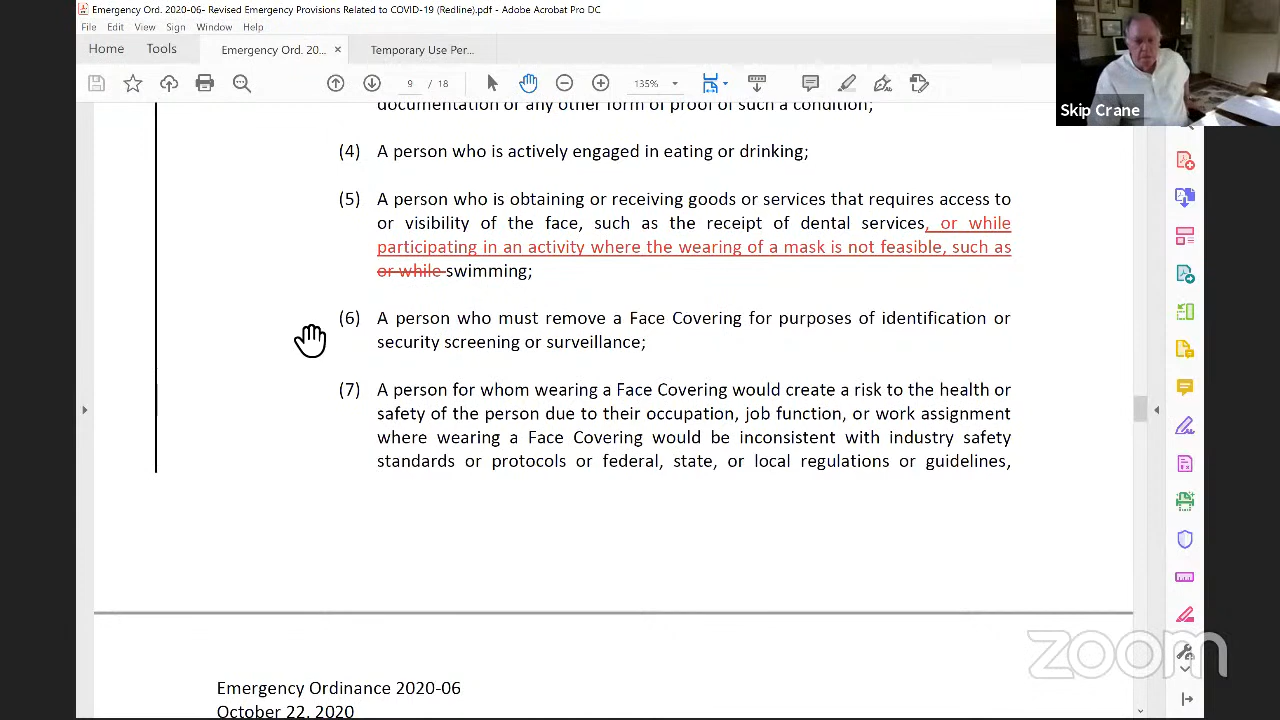 Emergency Ord. 2020-06- Revised Emergency Provisions Related to COVID-19 (Redline).pdf - Adobe Acrobat Pro DC
File Edit View Sign Window Help
Home Tools Emergency Ord. 20... × Temporary Use Per...
9 / 18 135%
Skip Crane
documentation or any other form of proof of such a condition;
(4) A person who is actively engaged in eating or drinking;
(5) A person who is obtaining or receiving goods or services that requires access to
or visibility of the face, such as the receipt of dental services, or while
participating in an activity where the wearing of a mask is not feasible, such as
or while swimming;
(6) A person who must remove a Face Covering for purposes of identification or
security screening or surveillance;
(7) A person for whom wearing a Face Covering would create a risk to the health or
safety of the person due to their occupation, job function, or work assignment
where wearing a Face Covering would be inconsistent with industry safety
standards or protocols or federal, state, or local regulations or guidelines,
zoom
Emergency Ordinance 2020-06
October 22, 2020